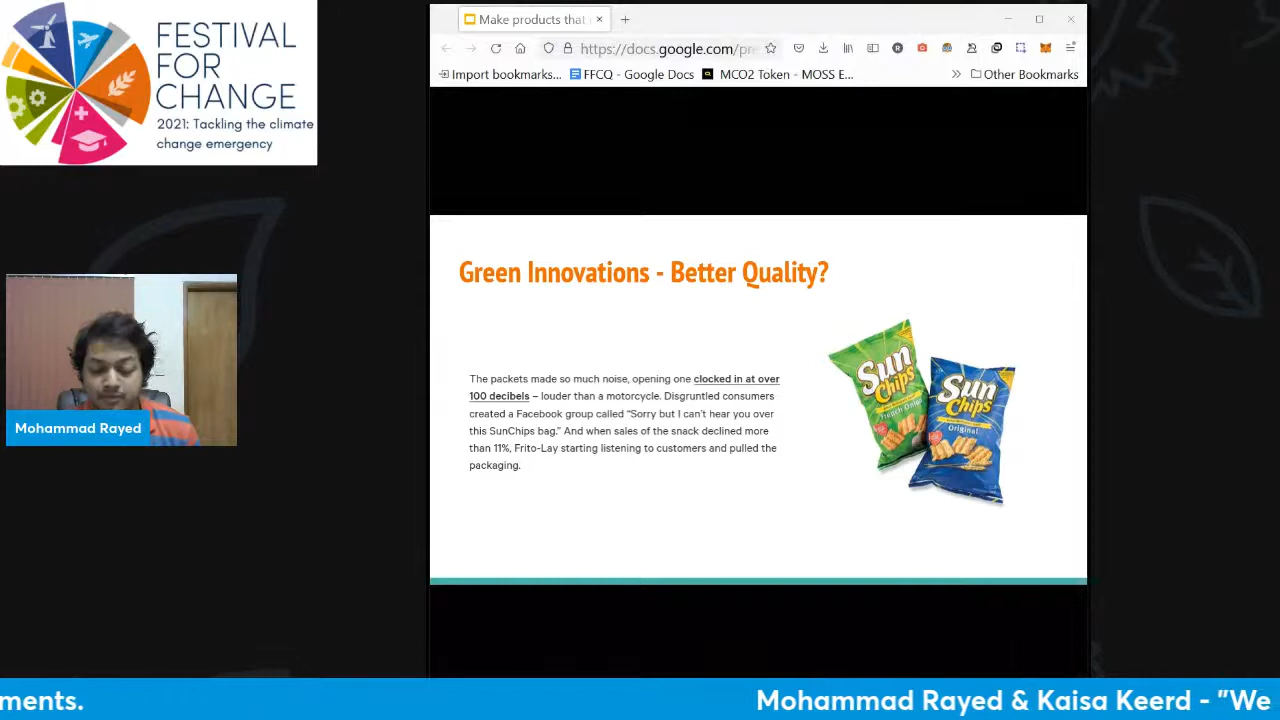 FESTIVAL
FOR
CHANGE
2021: Tackling the climate
change emergency
Make products that
https://docs.google.com/pre
Import bookmarks...
FFCQ - Google Docs
MCO2 Token - MOSS E...
Other Bookmarks
Green Innovations - Better Quality?
The packets made so much noise, opening one clocked in at over
100 decibels – louder than a motorcycle. Disgruntled consumers
created a Facebook group called “Sorry but I can’t hear you over
this SunChips bag.” And when sales of the snack declined more
than 11%, Frito-Lay starting listening to customers and pulled the
packaging.
Sun
Chips
French Onion
Sun
Chips
Original
Mohammad Rayed
ments.
Mohammad Rayed & Kaisa Keerd - "We